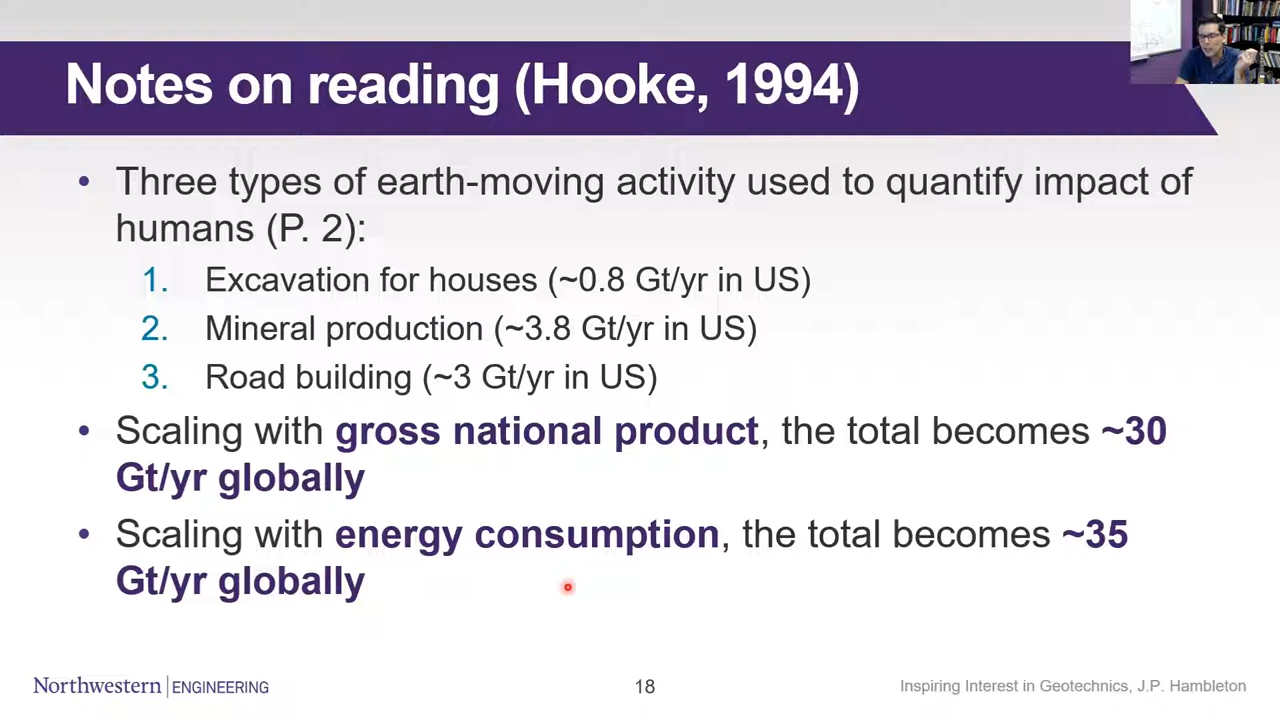 Notes on reading (Hooke, 1994)
• Three types of earth-moving activity used to quantify impact of
humans (P. 2):
1. Excavation for houses (~0.8 Gt/yr in US)
2. Mineral production (~3.8 Gt/yr in US)
3. Road building (~3 Gt/yr in US)
• Scaling with gross national product, the total becomes ~30
Gt/yr globally
• Scaling with energy consumption, the total becomes ~35
Gt/yr globally
Northwestern | ENGINEERING
18
Inspiring Interest in Geotechnics, J.P. Hambleton